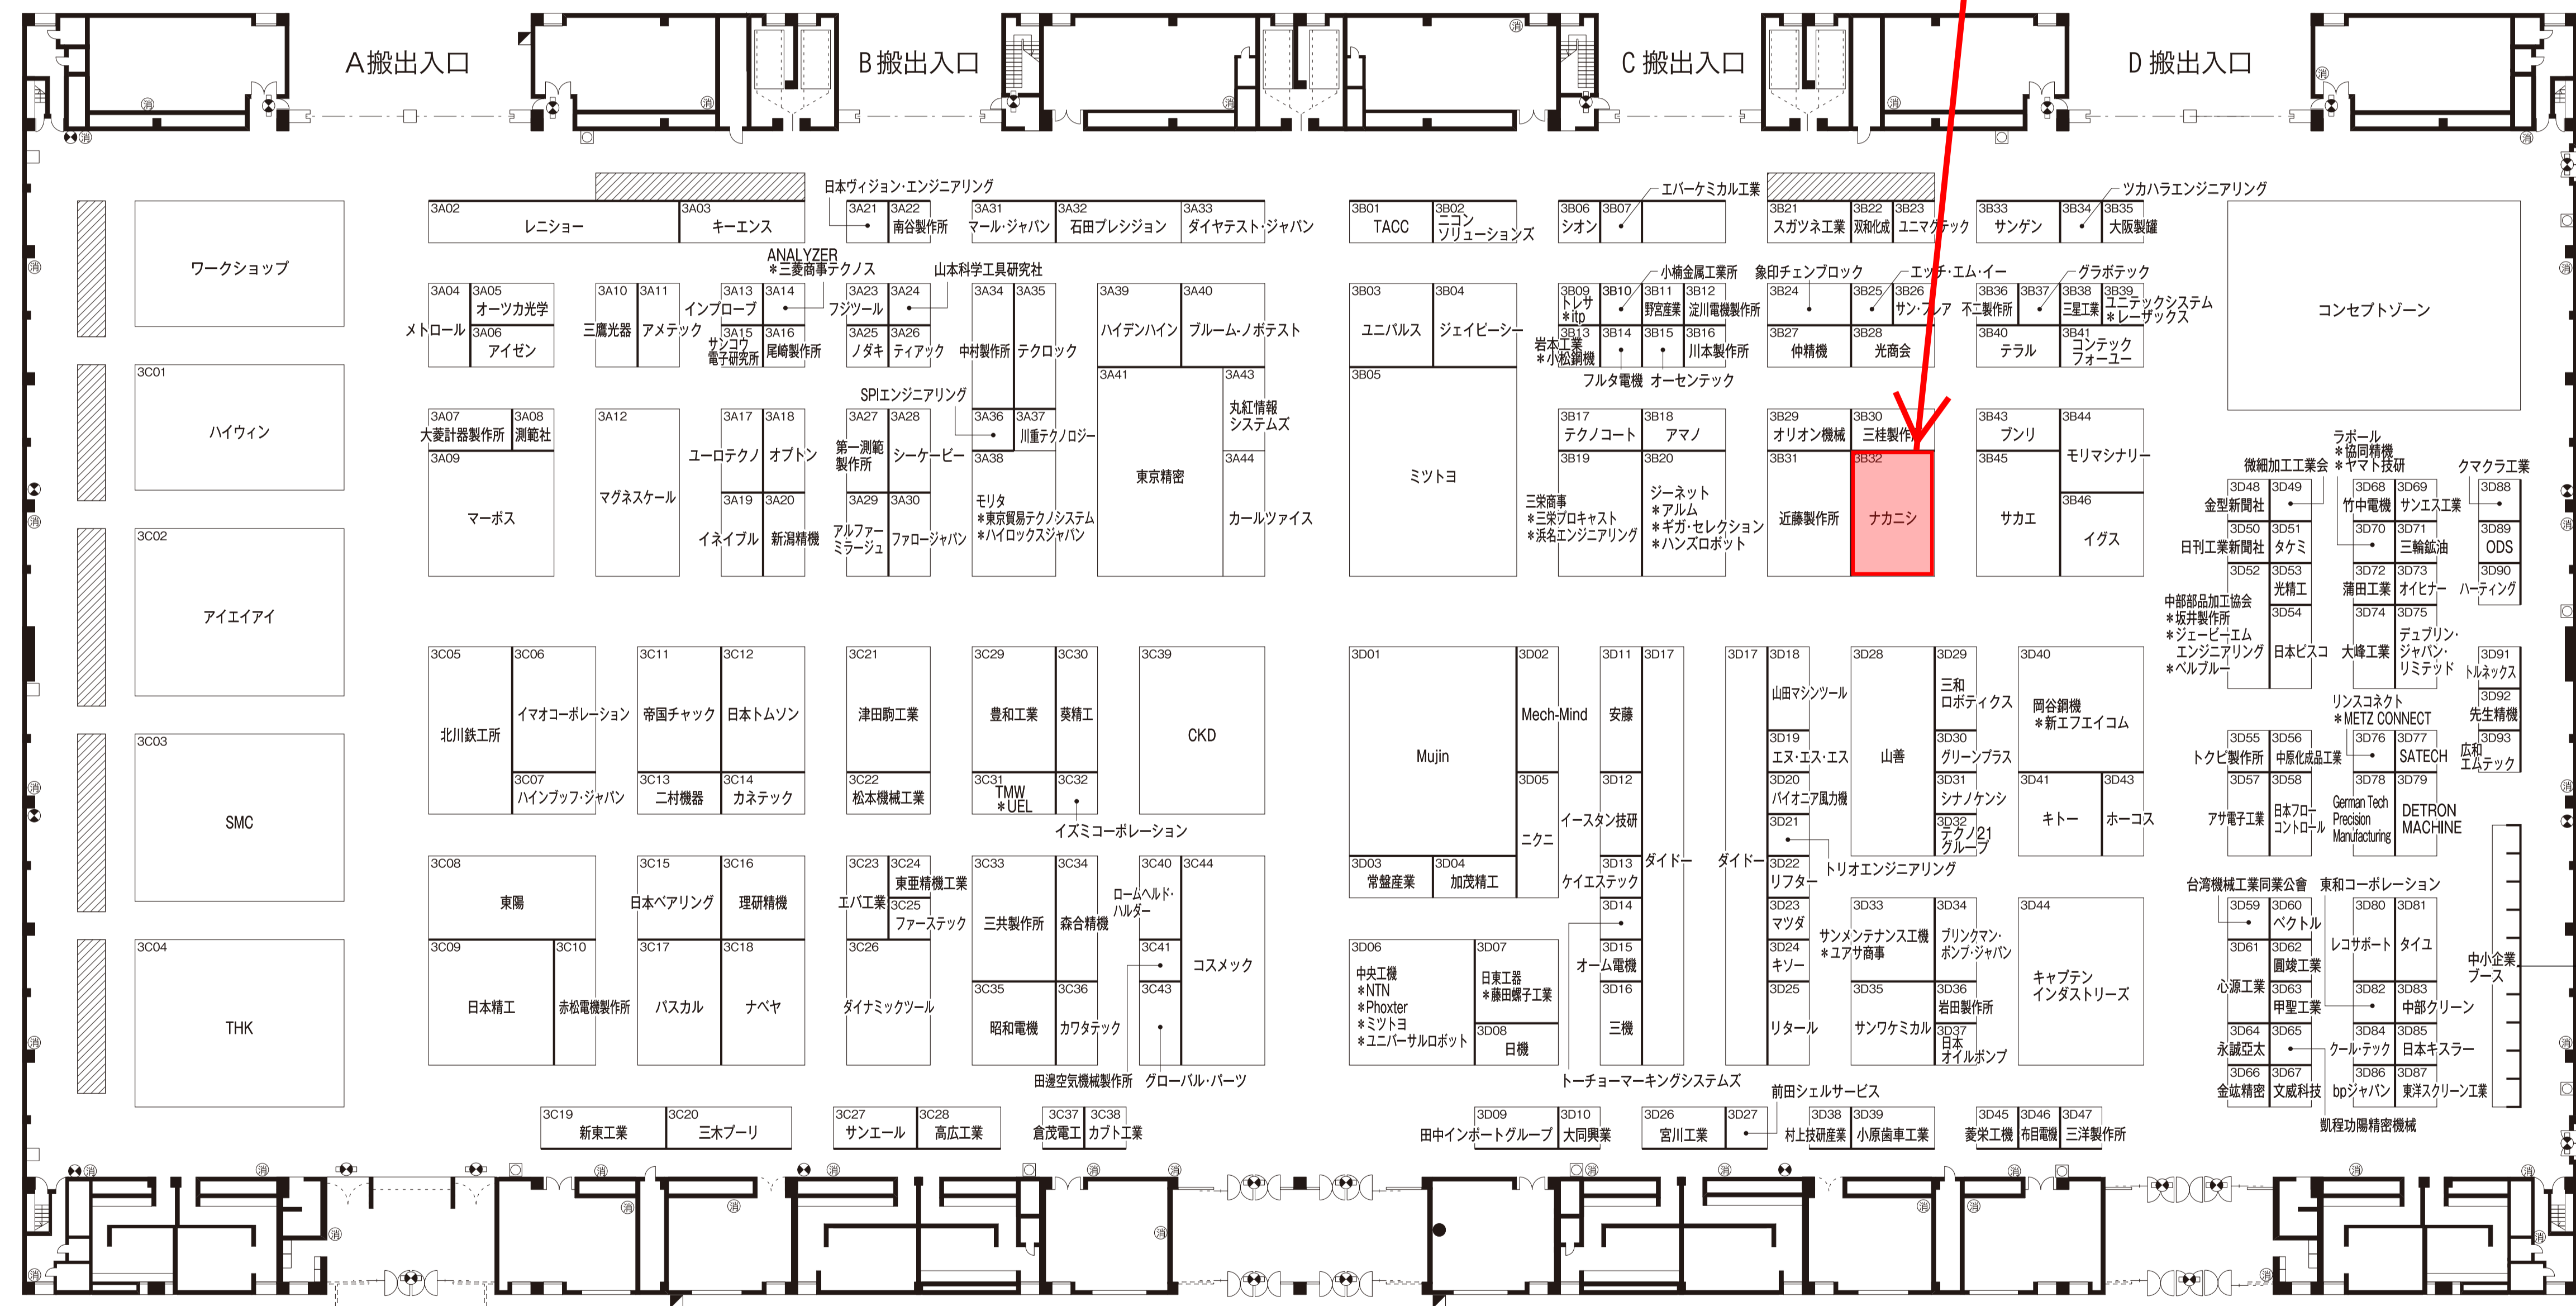 A 搬出入口
B 搬出入口
C 搬出入口
D 搬出入口
日本ヴィジョン・エンジニアリング
エバーケミカル工業
ツカハラエンジニアリング
3A02
レニショー
3A03
キーエンス
3A21
3A22
南谷製作所
3A31
マール・ジャパン
3A32
石田プレシジョン
3A33
ダイヤテスト・ジャパン
3B01
TACC
3B02
ニコン
ソリューションズ
3B06
シオン
3B07
3B21
スガツネ工業
3B22
双和化成
3B23
ユニマグテック
3B33
サンゲン
3B34
3B35
大阪製罐
ワークショップ
コンセプトゾーン
ANALYZER
*三菱商事テクノス
山本科学工具研究社
小楠金属工業所
象印チェンブロック
エッチ・エム・イー
グラボテック
3A04
メトロール
3A05
オーツカ光学
3A06
アイゼン
3A10
三鷹光器
3A11
アメテック
3A13
インプローブ
3A14
3A15
サンコウ
電子研究所
3A16
尾崎製作所
3A23
フジツール
3A24
3A25
ノダキ
3A26
ティアック
3A34
中村製作所
3A35
テクロック
3A39
ハイデンハイン
3A40
ブルーム-ノボテスト
3B03
ユニパルス
3B04
ジェイピーシー
3B09
トレサ
*itp
3B10
3B11
野宮産業
3B12
淀川電機製作所
3B13
岩本工業
*小松鋼機
3B14
3B15
3B16
川本製作所
フルタ電機
オーセンテック
3B24
3B25
3B26
サン・フレア
3B27
仲精機
3B28
光商会
3B36
不二製作所
3B37
3B38
三星工業
3B39
ユニテックシステム
*レーザックス
3B40
テラル
3B41
コンテック
フォーユー
3C01
ハイウィン
SPIエンジニアリング
3A07
大菱計器製作所
3A08
測範社
3A09
マーポス
3A12
マグネスケール
3A17
ユーロテクノ
3A18
オプトン
3A19
イネイブル
3A20
新潟精機
3A27
第一測範
製作所
3A28
シーケービー
3A29
アルファー
ミラージュ
3A30
ファロージャパン
3A36
3A37
川重テクノロジー
3A38
モリタ
*東京貿易テクノシステム
*ハイロックスジャパン
3A41
東京精密
3A43
丸紅情報
システムズ
3A44
カールツァイス
3B05
ミツトヨ
3B17
テクノコート
3B18
アマノ
3B19
三栄商事
*三栄プロキャスト
*浜名エンジニアリング
3B20
ジーネット
*アルム
*ギガ・セレクション
*ハンズロボット
3B29
オリオン機械
3B30
三桂製作
3B31
近藤製作所
3B32
ナカニシ
3B43
ブンリ
3B44
モリマシナリー
3B45
サカエ
3B46
イグス
微細加工工業会
ラポール
*協同精機
*ヤマト技研
クマクラ工業
3D48
金型新聞社
3D49
3D50
日刊工業新聞社
3D51
タケミ
3D52
中部部品加工協会
*坂井製作所
*ジェービーエム
エンジニアリング
*ベルブルー
3D53
光精工
3D54
日本ピスコ
3D68
竹中電機
3D69
サンエス工業
3D70
3D71
三輪鉱油
3D72
蒲田工業
3D73
オイヒナー
3D74
大峰工業
3D75
デュブリン・
ジャパン・
リミテッド
3D88
3D89
ODS
3D90
ハーティング
3D91
トルネックス
3D92
先生精機
3D93
広和
エムテック
3C02
アイエイアイ
3C03
SMC
3C04
THK
3C05
北川鉄工所
3C06
イマオコーポレーション
3C07
ハインブッフ・ジャパン
3C11
帝国チャック
3C12
日本トムソン
3C13
二村機器
3C14
カネテック
3C21
津田駒工業
3C22
松本機械工業
3C29
豊和工業
3C30
葵精工
3C31
TMW
*UEL
3C32
イズミコーポレーション
3C39
CKD
3D01
Mujin
3D02
Mech-Mind
3D03
常盤産業
3D04
加茂精工
3D05
ニクニ
3D11
安藤
3D12
イースタン技研
3D13
ケイエステック
3D14
3D15
オーム電機
3D16
三機
3D17
ダイドー
3D17
ダイドー
3D18
山田マシンツール
3D19
エヌ・エス・エス
3D20
パイオニア風力機
3D21
トリオエンジニアリング
3D22
リフター
3D23
マツダ
3D24
キソー
3D25
リタール
3D28
山善
3D29
三和
ロボティクス
3D30
グリーンプラス
3D31
シナノケンシ
3D32
テクノ21
グループ
3D40
岡谷鋼機
*新エフエイコム
3D41
キトー
3D43
ホーコス
リンスコネクト
*METZ CONNECT
3D55
トクピ製作所
3D56
中原化成品工業
3D57
アサ電子工業
3D58
日本フロー
コントロール
3D76
3D77
SATECH
3D78
German Tech
Precision
Manufacturing
3D79
DETRON
MACHINE
3C08
東陽
3C09
日本精工
3C10
赤松電機製作所
3C15
日本ベアリング
3C16
理研精機
3C17
パスカル
3C18
ナベヤ
3C23
エバ工業
3C24
東亜精機工業
3C25
ファーステック
3C26
ダイナミックツール
3C33
三共製作所
3C34
森合精機
3C35
昭和電機
3C36
カワタテック
3C40
ロームヘルド・
ハルダー
3C41
3C43
3C44
コスメック
田邊空気機械製作所
グローバル・パーツ
3D06
中央工機
*NTN
*Phoxter
*ミツトヨ
*ユニバーサルロボット
3D07
日東工器
*藤田螺子工業
3D08
日機
トーチョーマーキングシステムズ
3D33
サンメンテナンス工機
*ユアサ商事
3D34
ブリンクマン・
ポンプ・ジャパン
3D35
サンワケミカル
3D36
岩田製作所
3D37
日本
オイルポンプ
3D44
キャプテン
インダストリーズ
台湾機械工業同業公會
東和コーポレーション
3D59
3D60
ベクトル
3D61
心源工業
3D62
圓竣工業
3D63
甲聖工業
3D64
永誠亞太
3D65
3D66
金竑精密
3D67
文威科技
3D80
レコサポート
3D81
タイユ
3D82
3D83
中部クリーン
3D84
クール・テック
3D85
日本キスラー
3D86
bpジャパン
3D87
東洋スクリーン工業
凱程功陽精密機械
中小企業
ブース
3C19
新東工業
3C20
三木プーリ
3C27
サンエール
3C28
高広工業
3C37
倉茂電工
3C38
カブト工業
3D09
田中インポートグループ
3D10
大同興業
3D26
宮川工業
3D27
前田シェルサービス
3D38
村上技研産業
3D39
小原歯車工業
3D45
菱栄工機
3D46
布目電機
3D47
三洋製作所